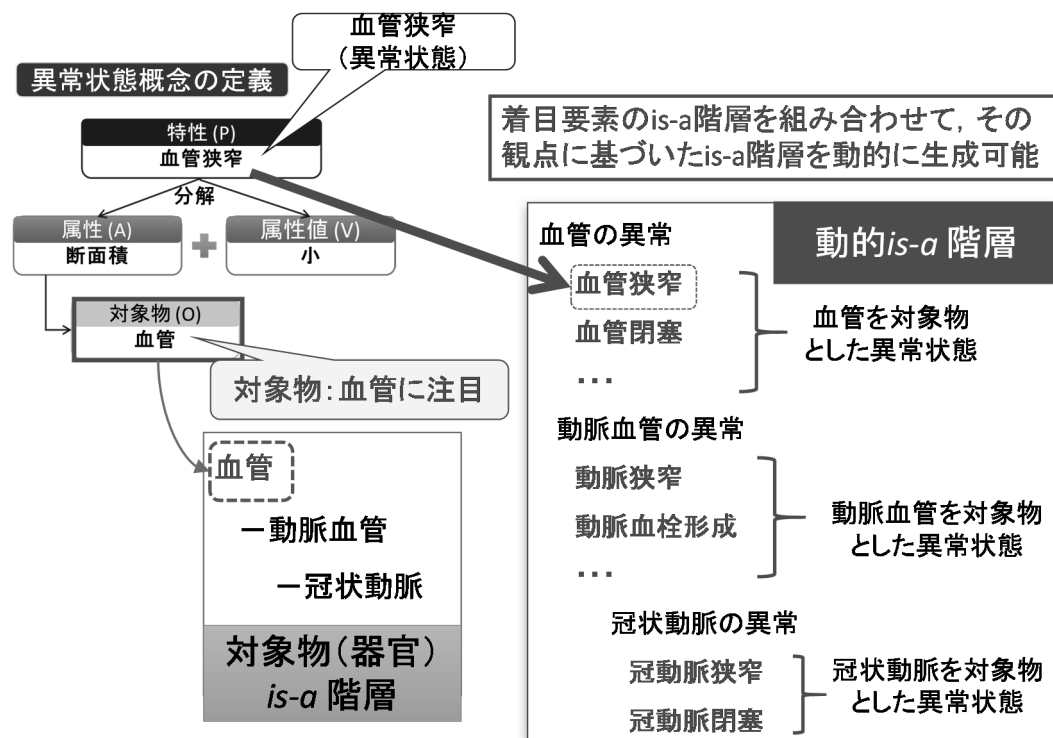 血管狭窄
(異常状態)
異常状態概念の定義
特性 (P)
血管狭窄
分解
属性 (A)
断面積
属性値 (V)
小
対象物 (O)
血管
対象物:血管に注目
血管
ー動脈血管
ー冠状動脈
対象物(器官)
is-a 階層
着目要素のis-a階層を組み合わせて, その
観点に基づいたis-a階層を動的に生成可能
動的is-a 階層
血管の異常
血管狭窄
血管閉塞
…
血管を対象物
とした異常状態
動脈血管の異常
動脈狭窄
動脈血栓形成
…
動脈血管を対象物
とした異常状態
冠状動脈の異常
冠動脈狭窄
冠動脈閉塞
冠状動脈を対象物
とした異常状態